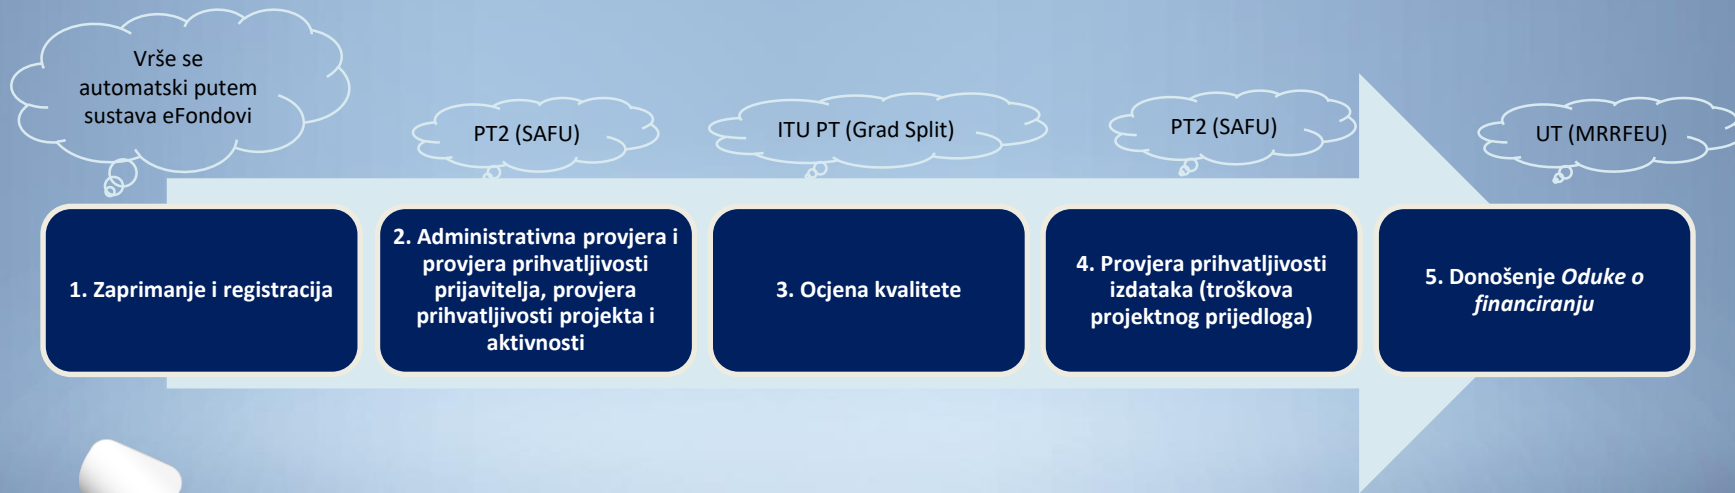 Vrše se
automatski putem
sustava eFondovi
PT2 (SAFU)
ITU PT (Grad Split)
PT2 (SAFU)
UT (MRRFEU)
1. Zaprimanje i registracija
2. Administrativna provjera i
provjera prihvatljivosti
prijavitelja, provjera
prihvatljivosti projekta i
aktivnosti
3. Ocjena kvalitete
4. Provjera prihvatljivosti
izdataka (troškova
projektnog prijedloga)
5. Donošenje Oduke o
financiranju